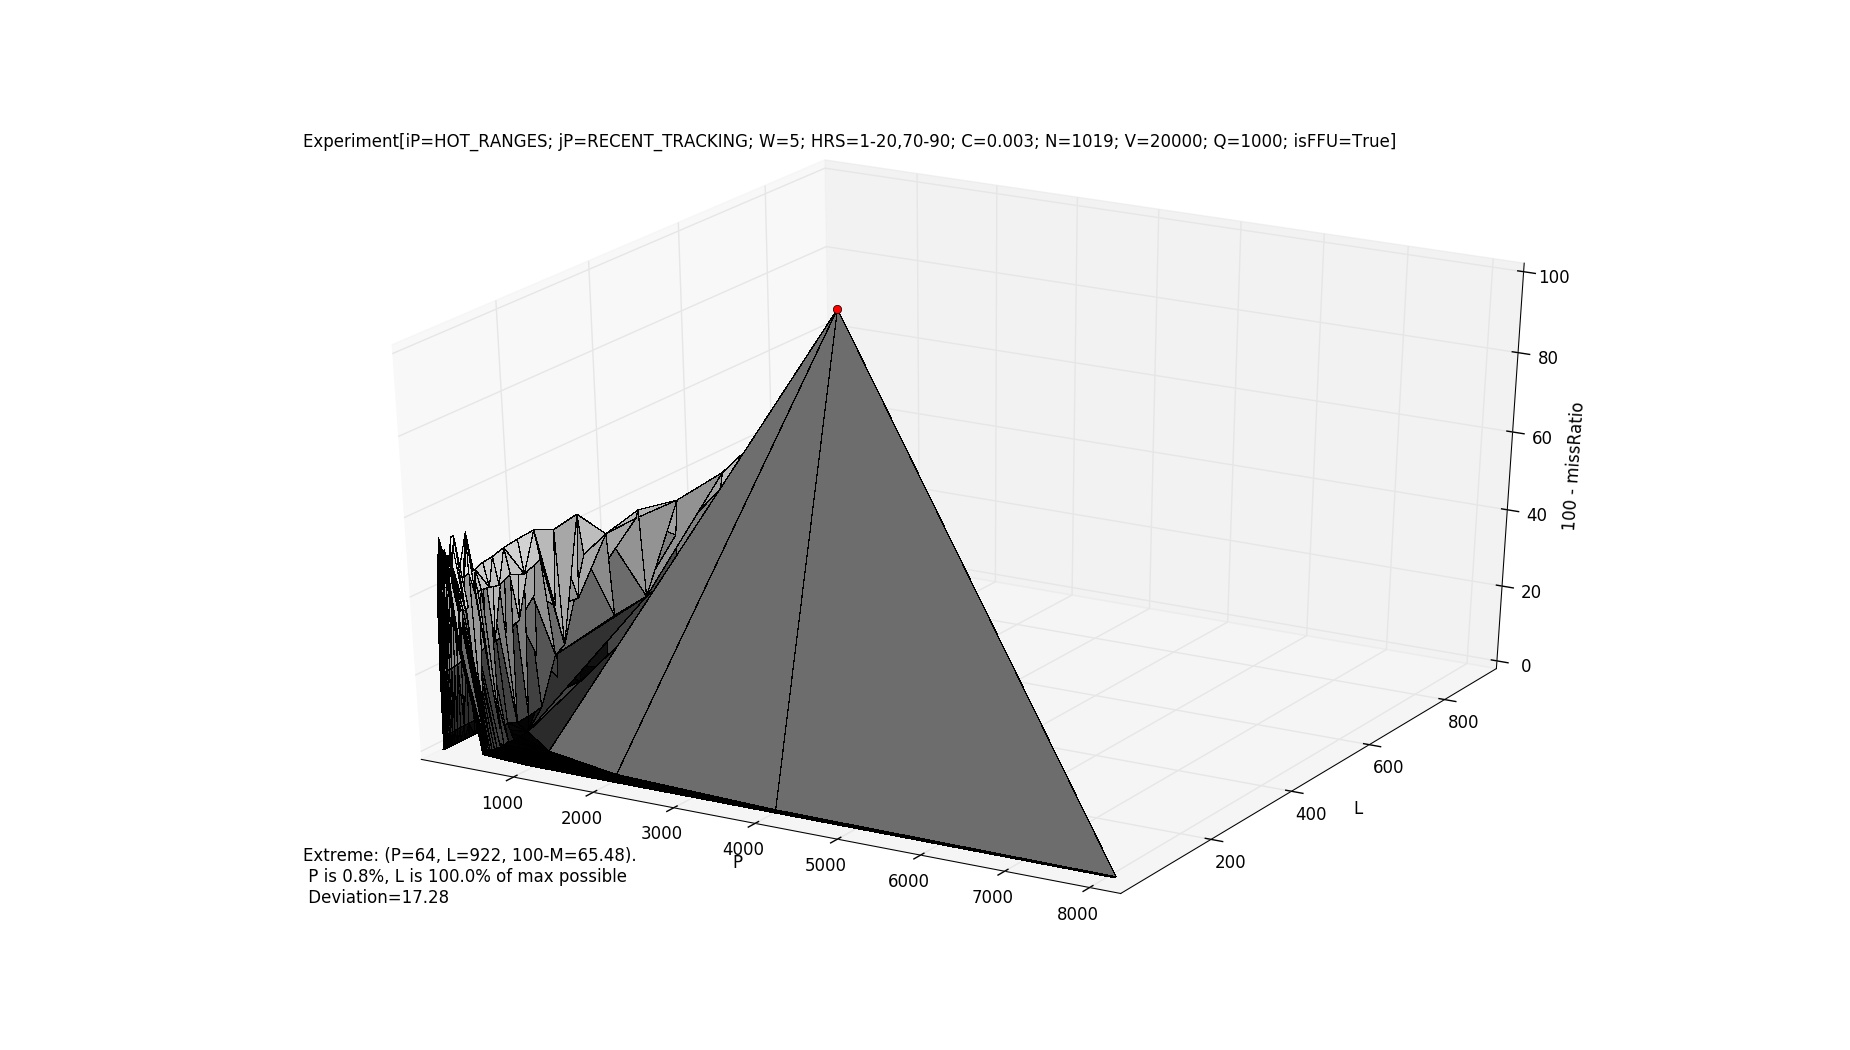 Experiment[iP=HOT_RANGES; jP=RECENT_TRACKING; W=5; HRS=1-20,70-90; C=0.003; N=1019; V=20000; Q=1000; isFFU=True]
100
80
60
40
20
0
100 - missRatio
800
600
400
200
L
1000
2000
3000
4000
5000
6000
7000
8000
P
Extreme: (P=64, L=922, 100-M=65.48).
P is 0.8%, L is 100.0% of max possible
Deviation=17.28